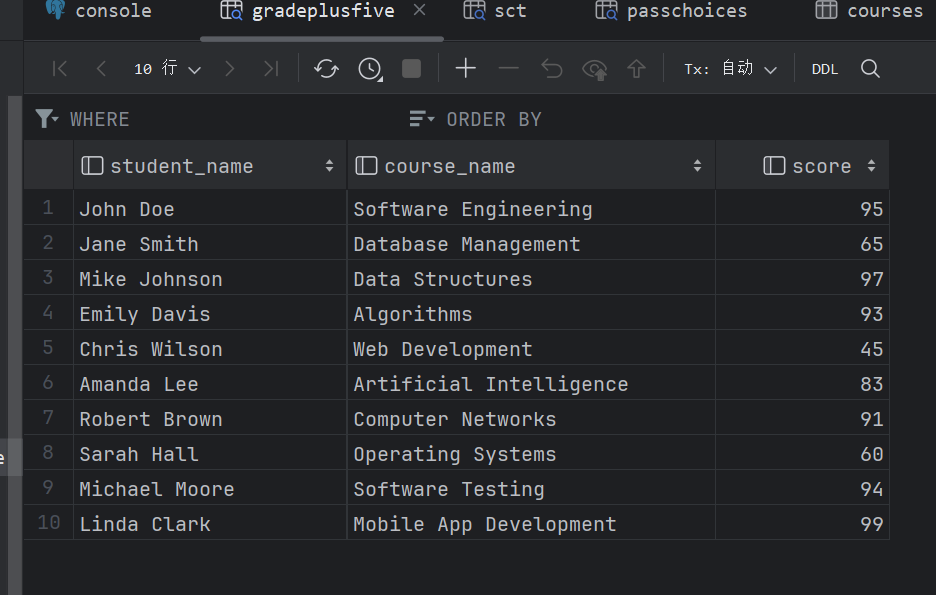 console gradeplusfive sct passchoices courses
10 行 Tx: 自动 DDL
WHERE ORDER BY
student_name course_name score
1 John Doe Software Engineering 95
2 Jane Smith Database Management 65
3 Mike Johnson Data Structures 97
4 Emily Davis Algorithms 93
5 Chris Wilson Web Development 45
6 Amanda Lee Artificial Intelligence 83
7 Robert Brown Computer Networks 91
e
8 Sarah Hall Operating Systems 60
9 Michael Moore Software Testing 94
10 Linda Clark Mobile App Development 99